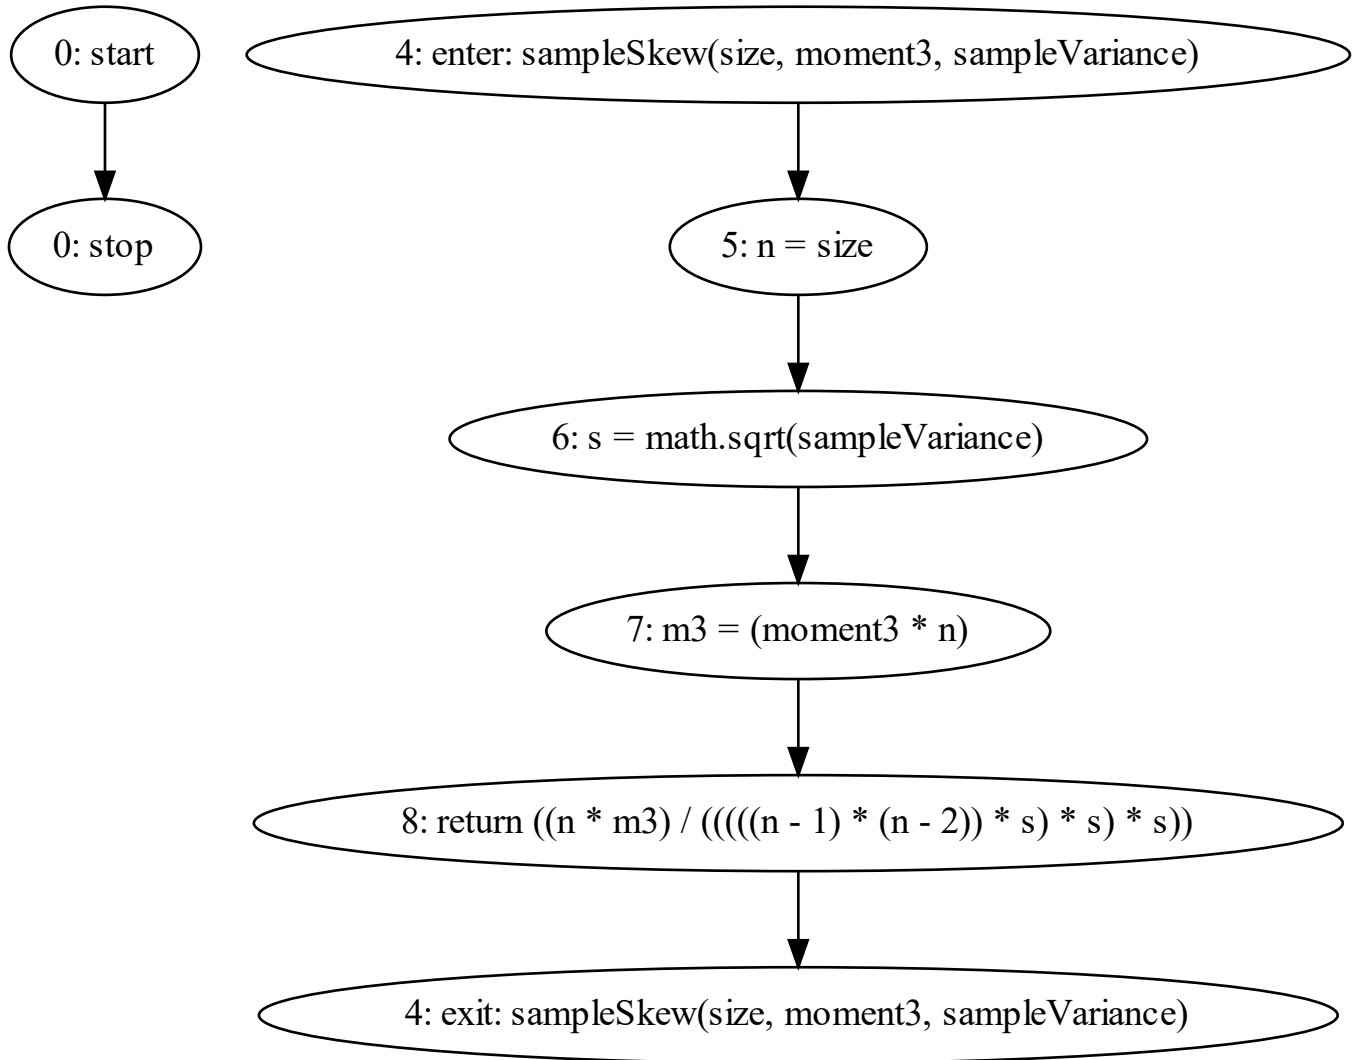 0: start
4: enter: sampleSkew(size, moment3, sampleVariance)
0: stop
5: n = size
6: s = math.sqrt(sampleVariance)
7: m3 = (moment3 * n)
8: return ((n * m3) / (((((n - 1) * (n - 2)) * s) * s) * s))
4: exit: sampleSkew(size, moment3, sampleVariance)